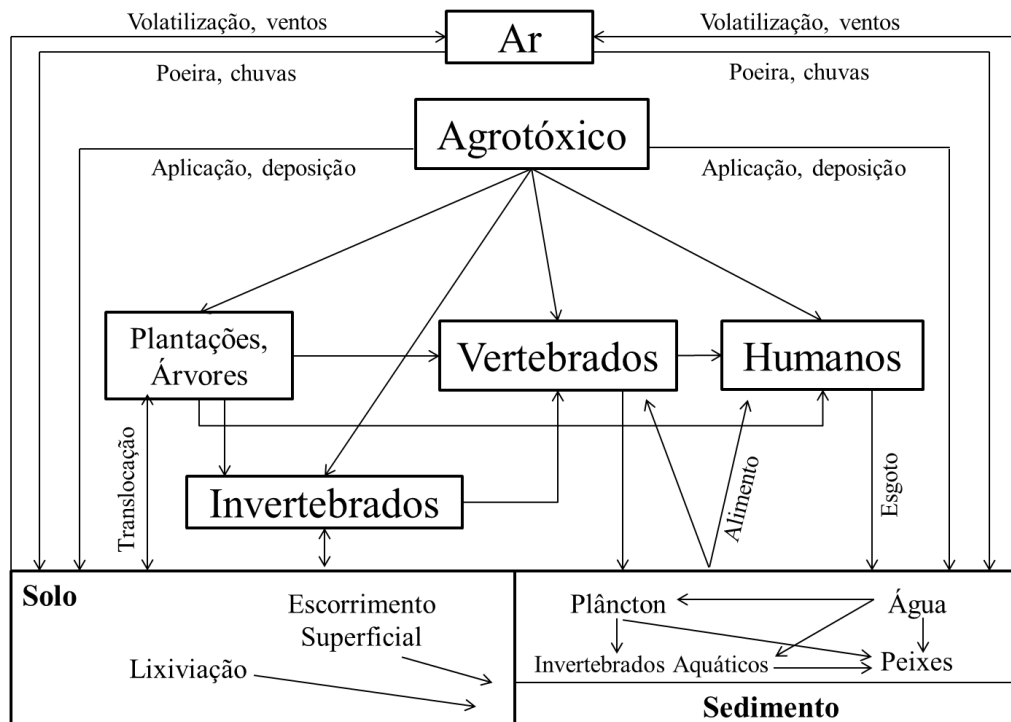 Volatilização, ventos
Volatilização, ventos
Ar
Poeira, chuvas
Poeira, chuvas
Agrotóxico
Aplicação, deposição
Aplicação, deposição
Plantações,
Árvores
Vertebrados
Humanos
Translocação
Invertebrados
Alimento
Esgoto
Solo
Escorrimento
Superficial
Lixiviação
Plâncton
Água
Invertebrados Aquáticos
Peixes
Sedimento